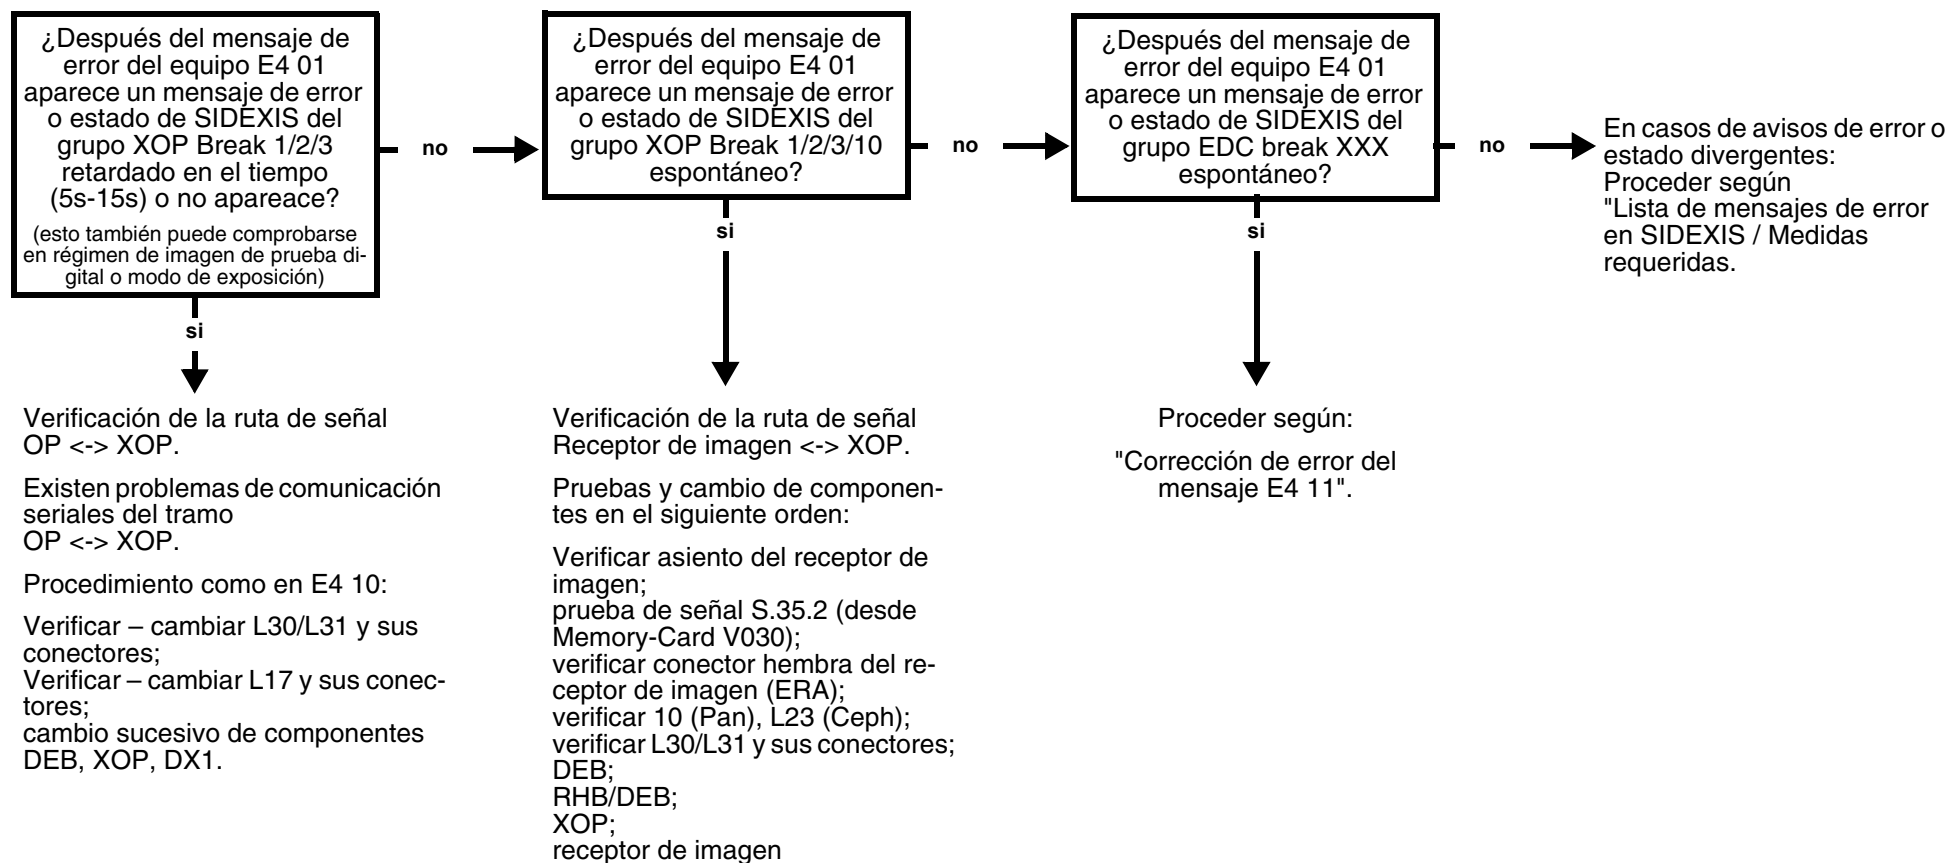 ¿Después del mensaje de
error del equipo E4 01
aparece un mensaje de error
o estado de SIDEXIS del
grupo XOP Break 1/2/3
retardado en el tiempo
(5s-15s) o no apareace?
(esto también puede comprobarse
en régimen de imagen de prueba di-
gital o modo de exposición)
no
si
Verificación de la ruta de señal
OP <-> XOP.
Existen problemas de comunicación
seriales del tramo
OP <-> XOP.
Procedimiento como en E4 10:
Verificar – cambiar L30/L31 y sus
conectores;
Verificar – cambiar L17 y sus conec-
tores;
cambio sucesivo de componentes
DEB, XOP, DX1.
¿Después del mensaje de
error del equipo E4 01
aparece un mensaje de error
o estado de SIDEXIS del
grupo XOP Break 1/2/3/10
espontáneo?
no
si
Verificación de la ruta de señal
Receptor de imagen <-> XOP.
Pruebas y cambio de componen-
tes en el siguiente orden:
Verificar asiento del receptor de
imagen;
prueba de señal S.35.2 (desde
Memory-Card V030);
verificar conector hembra del re-
ceptor de imagen (ERA);
verificar 10 (Pan), L23 (Ceph);
verificar L30/L31 y sus conectores;
DEB;
RHB/DEB;
XOP;
receptor de imagen
¿Después del mensaje de
error del equipo E4 01
aparece un mensaje de error
o estado de SIDEXIS del
grupo EDC break XXX
espontáneo?
no
si
Proceder según:
"Corrección de error del
mensaje E4 11".
En casos de avisos de error o
estado divergentes:
Proceder según
"Lista de mensajes de error
en SIDEXIS / Medidas
requeridas.